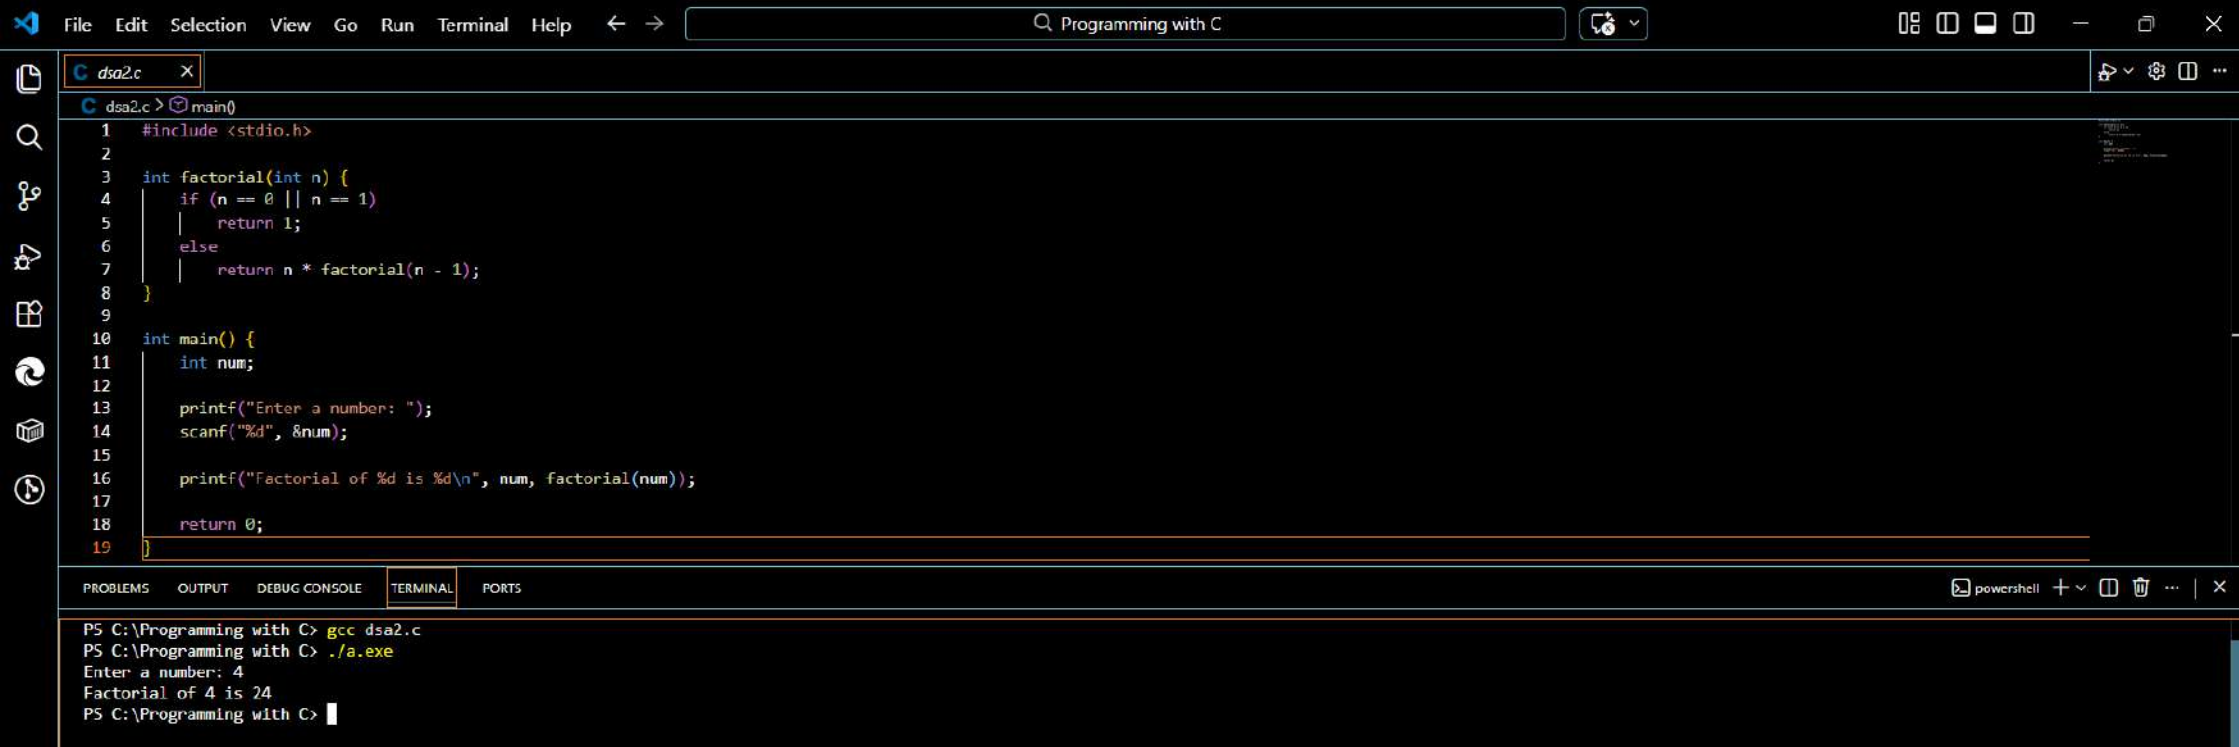 File Edit Selection View Go Run Terminal Help Programming with C
dsa2.c
dsa2.c > main()
1 #include <stdio.h>
2
3 int factorial(int n) {
4 if (n == 0 || n == 1)
5 return 1;
6 else
7 return n * factorial(n - 1);
8 }
9
10 int main() {
11 int num;
12
13 printf("Enter a number: ");
14 scanf("%d", &num);
15
16 printf("Factorial of %d is %d\n", num, factorial(num));
17
18 return 0;
19 }
PROBLEMS OUTPUT DEBUG CONSOLE TERMINAL PORTS powershell
PS C:\Programming with C> gcc dsa2.c
PS C:\Programming with C> ./a.exe
Enter a number: 4
Factorial of 4 is 24
PS C:\Programming with C>